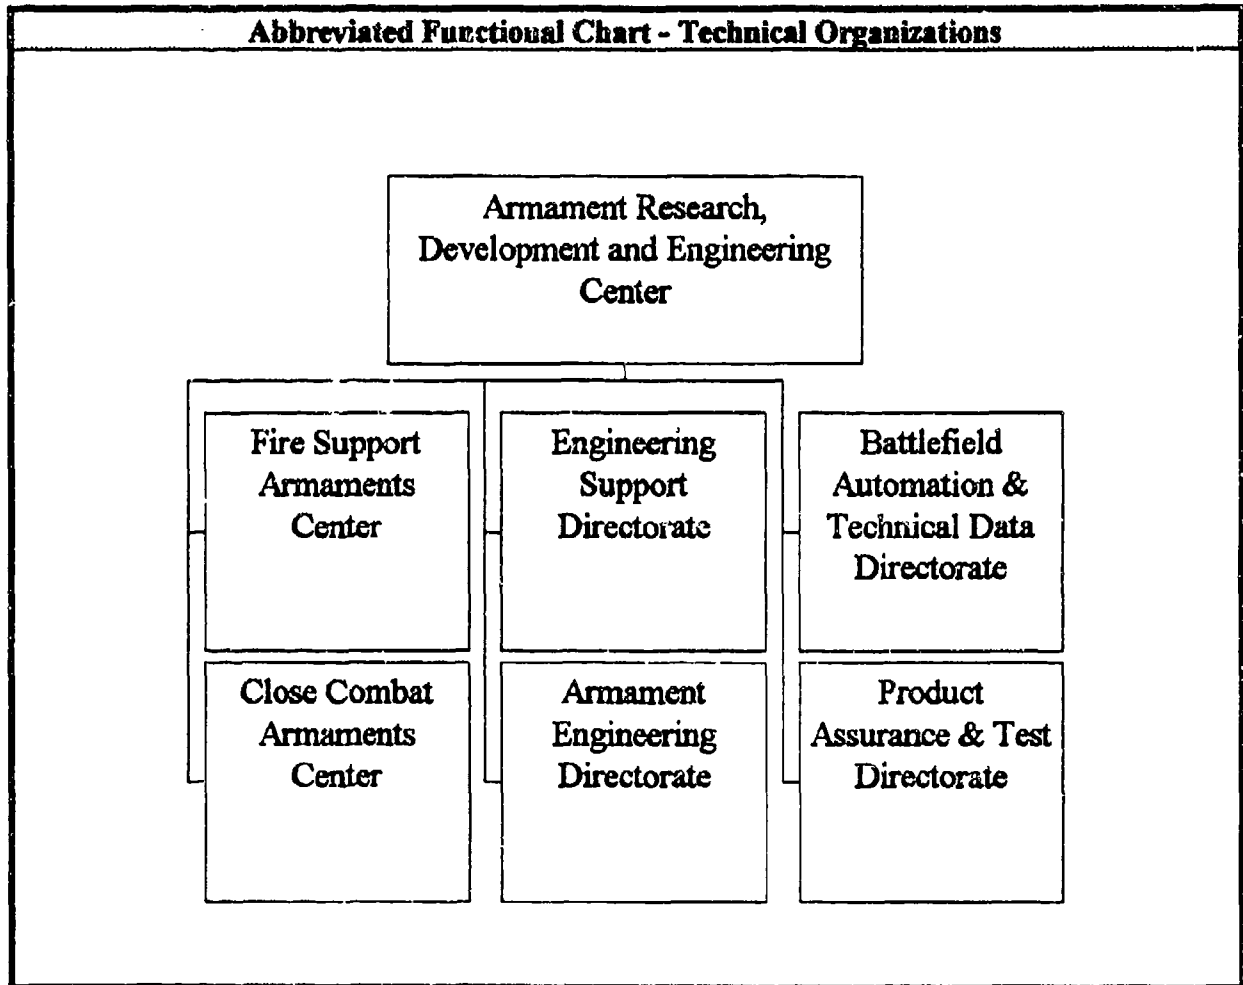 Abbreviated Functional Chart - Technical Organizations
Armament Research,
Development and Engineering
Center
Fire Support
Armaments
Center
Engineering
Support
Directorate
Battlefield
Automation &
Technical Data
Directorate
Close Combat
Armaments
Center
Armament
Engineering
Directorate
Product
Assurance & Test
Directorate